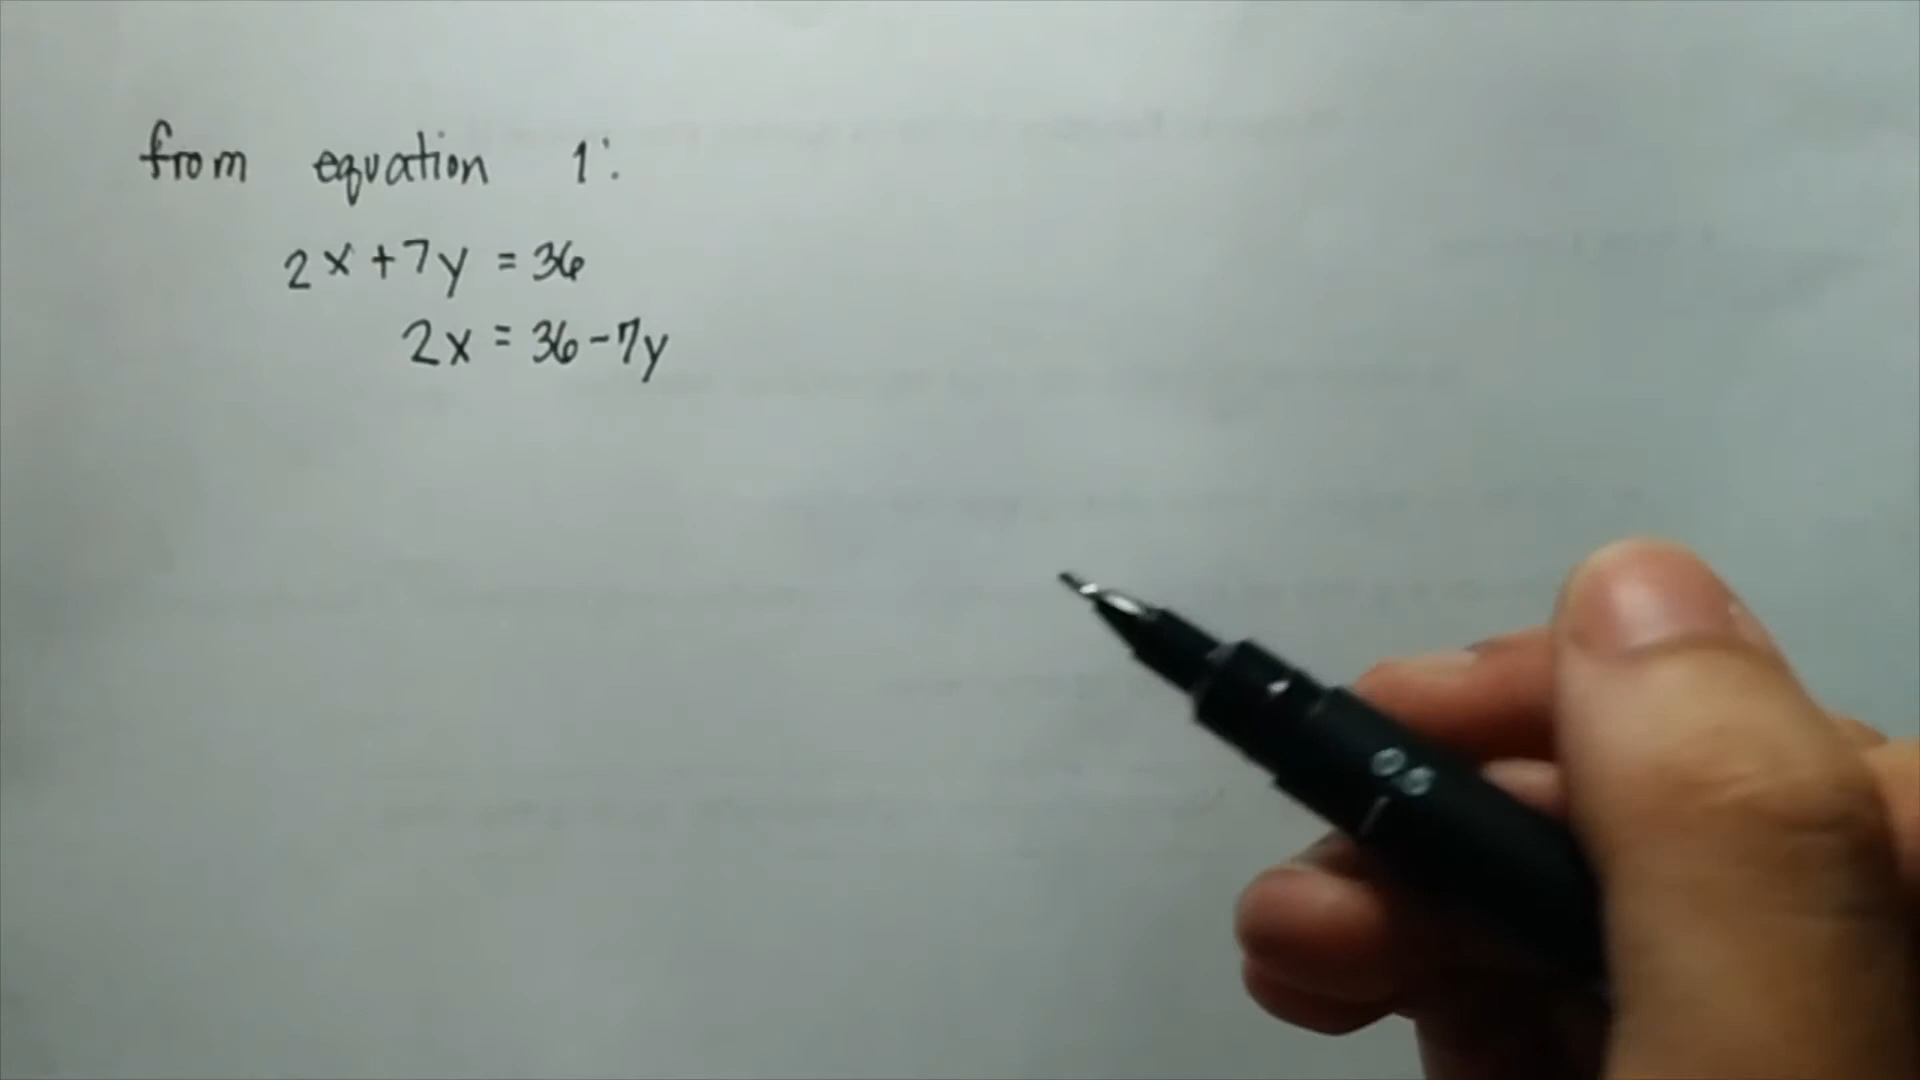 from equation 1:
2x+7y = 36
2x = 36-7y